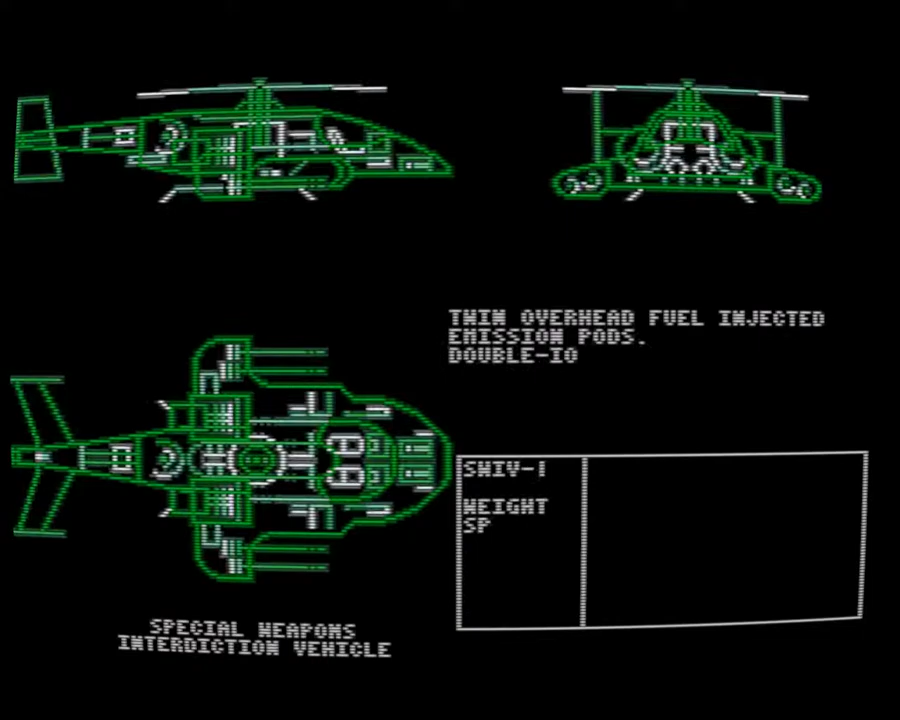 TWIN OVERHEAD FUEL INJECTED
EMISSION PODS.
DOUBLE-IO
SWIV-
WEIGHT
SP
SPECIAL WEAPONS
INTERDICTION VEHICLE